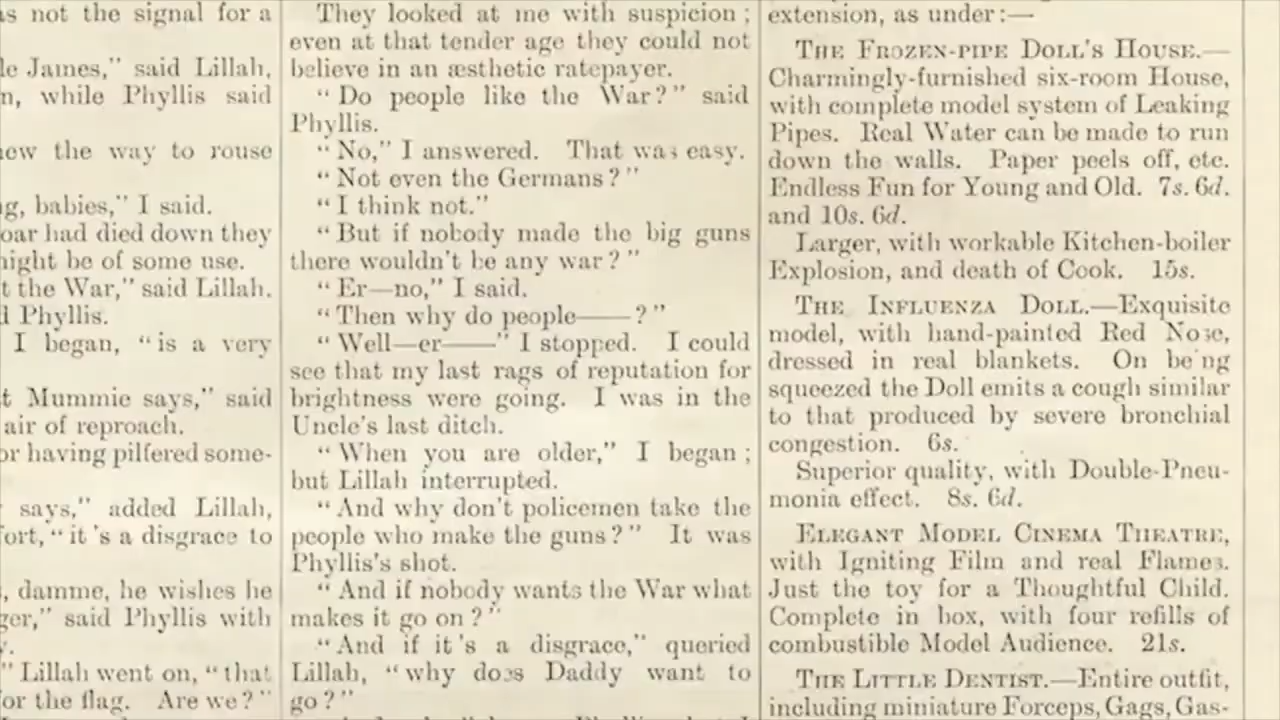 s not the signal for a
le James," said Lillah,
n, while Phyllis said
ew the way to rouse
g, babies," I said.
oar had died down they
ight be of some use.
t the War," said Lillah.
d Phyllis.
I began, "is a very
t Mummie says," said
air of reproach.
or having pilfered some-
says," added Lillah,
fort, "it's a disgrace to
, damme, he wishes he
ger," said Phyllis with
" Lillah went on, "that
or the flag. Are we?"
They looked at me with suspicion;
even at that tender age they could not
believe in an æsthetic ratepayer.
"Do people like the War?" said
Phyllis.
"No," I answered. That was easy.
"Not even the Germans?"
"I think not."
"But if nobody made the big guns
there wouldn't be any war?"
"Er—no," I said.
"Then why do people——?"
"Well—er——" I stopped. I could
see that my last rags of reputation for
brightness were going. I was in the
Uncle's last ditch.
"When you are older," I began;
but Lillah interrupted.
"And why don't policemen take the
people who make the guns?" It was
Phyllis's shot.
"And if nobody wants the War what
makes it go on?"
"And if it's a disgrace," queried
Lillah, "why does Daddy want to
go?"
extension, as under:—
THE FROZEN-PIPE DOLL'S HOUSE.—
Charmingly-furnished six-room House,
with complete model system of Leaking
Pipes. Real Water can be made to run
down the walls. Paper peels off, etc.
Endless Fun for Young and Old. 7s. 6d.
and 10s. 6d.
Larger, with workable Kitchen-boiler
Explosion, and death of Cook. 15s.
THE INFLUENZA DOLL.—Exquisite
model, with hand-painted Red Nose,
dressed in real blankets. On being
squeezed the Doll emits a cough similar
to that produced by severe bronchial
congestion. 6s.
Superior quality, with Double-Pneu-
monia effect. 8s. 6d.
ELEGANT MODEL CINEMA THEATRE,
with Igniting Film and real Flames.
Just the toy for a Thoughtful Child.
Complete in box, with four refills of
combustible Model Audience. 21s.
THE LITTLE DENTIST.—Entire outfit,
including miniature Forceps, Gags, Gas-